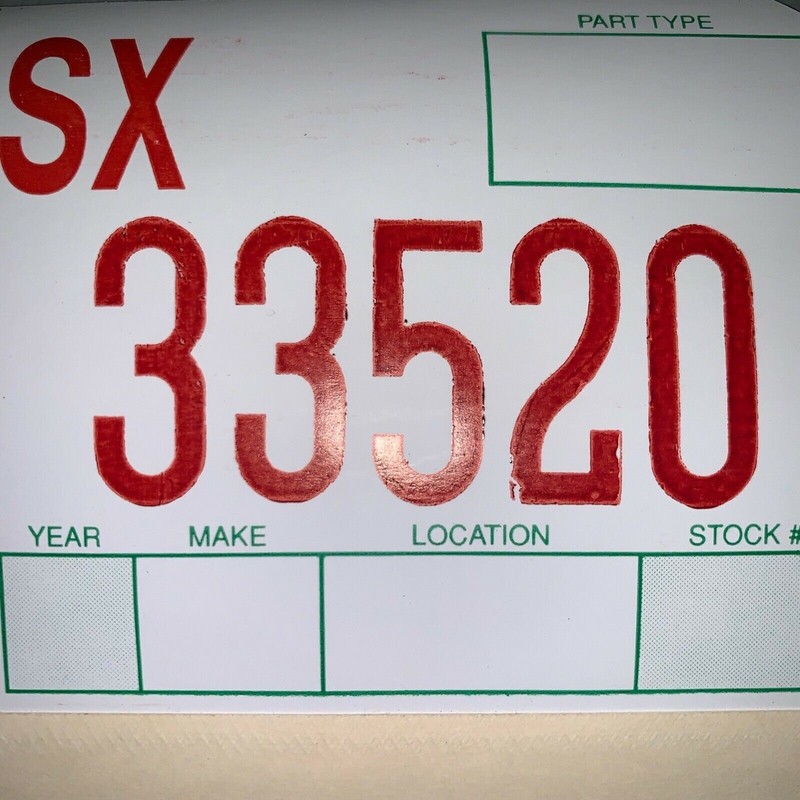 PART TYPE
SX
33520
YEAR MAKE LOCATION STOCK #